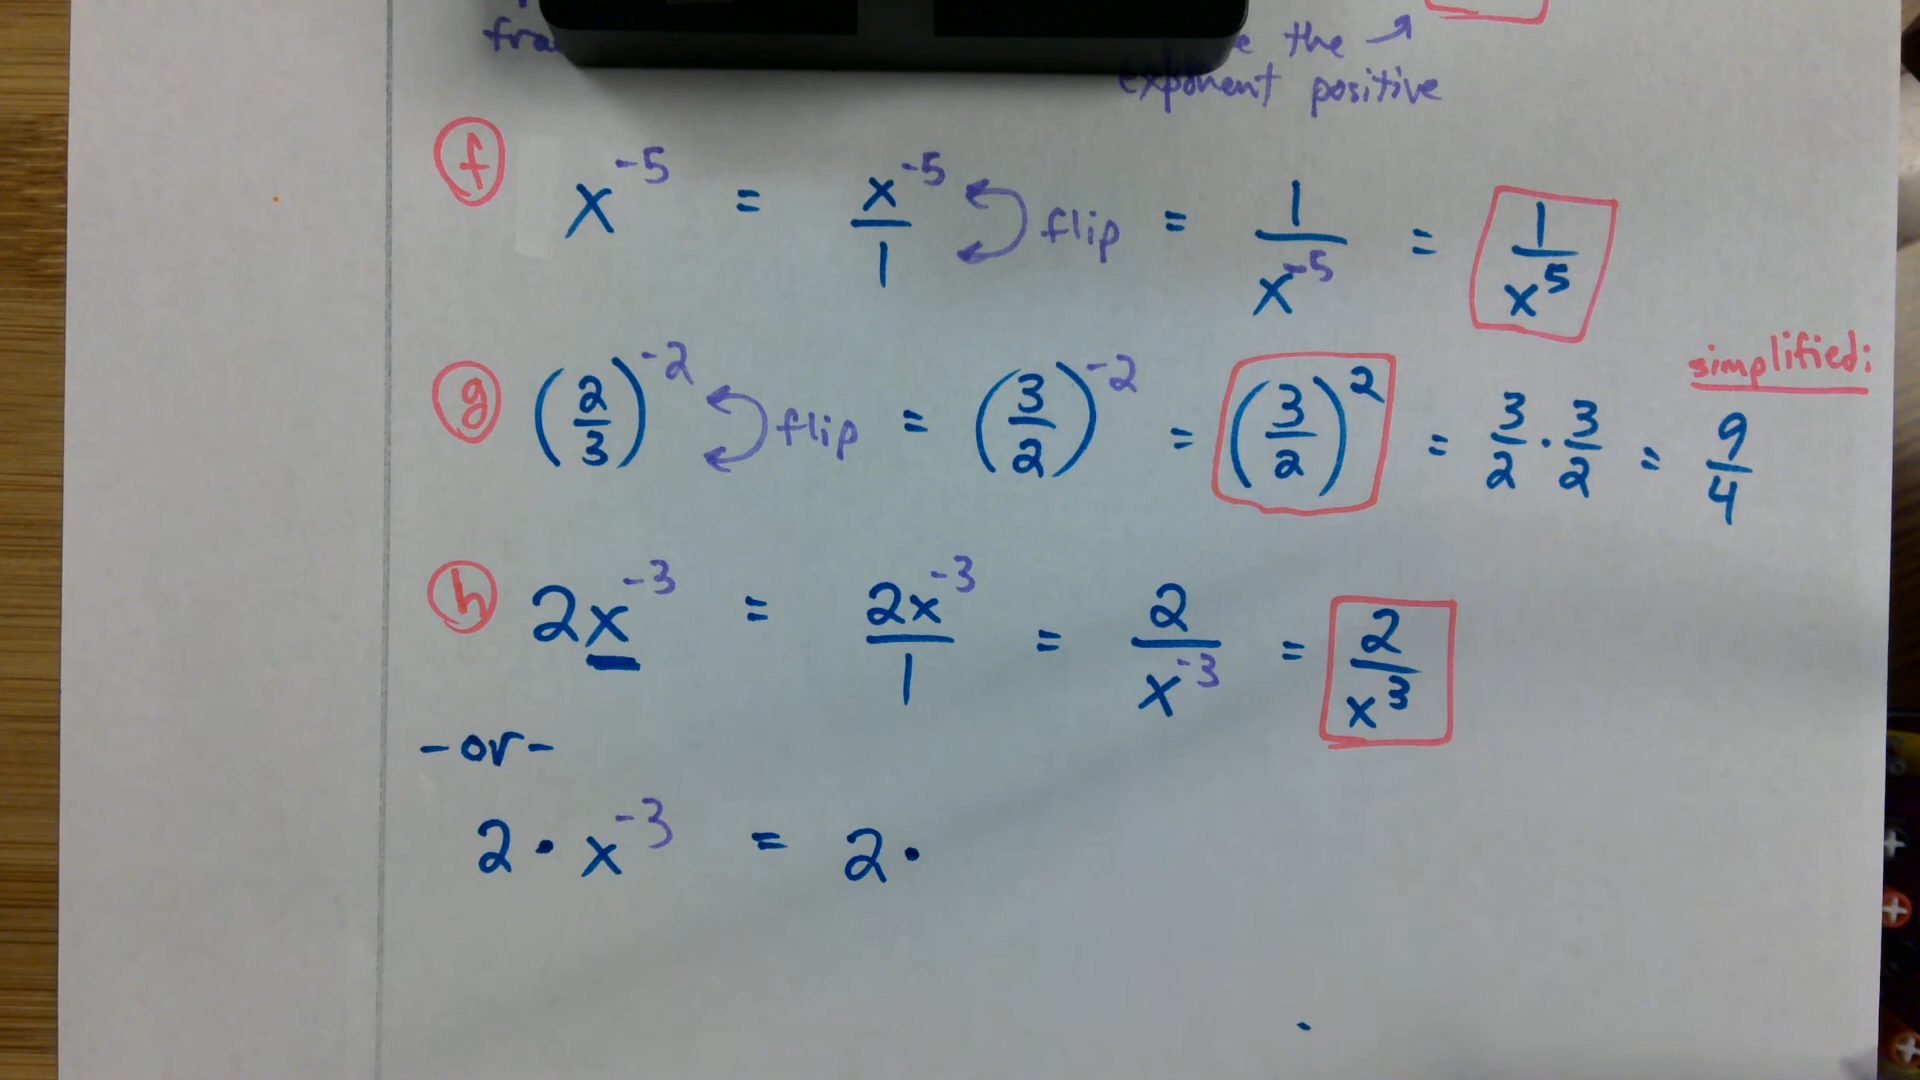 the ↗
exponent positive
ⓕ x⁻⁵ = x⁻⁵/1 flip = 1/x⁻⁵ = 1/x⁵
simplified:
ⓖ (2/3)⁻² flip = (3/2)⁻² = (3/2)² = 3/2 · 3/2 = 9/4
ⓗ 2x⁻³ = 2x⁻³/1 = 2/x⁻³ = 2/x³
-or-
2 · x⁻³ = 2 ·